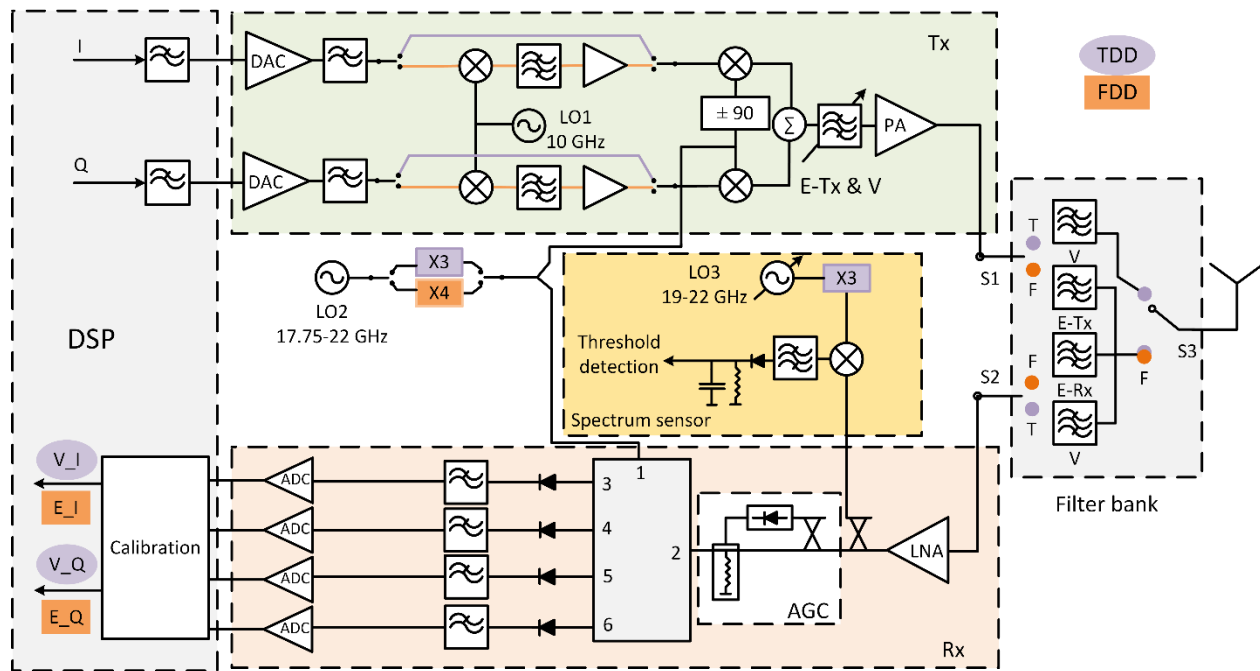 I
DAC
Tx
TDD
FDD
LO1
10 GHz
± 90
Σ
PA
Q
DAC
E-Tx & V
X3
X4
LO2
17.75-22 GHz
LO3
19-22 GHz
X3
T
V
S1
F
E-Tx
S3
F
F
S2
E-Rx
T
V
Filter bank
DSP
Threshold
detection
Spectrum sensor
V_I
E_I
V_Q
E_Q
Calibration
ADC
ADC
ADC
ADC
1
3
4
2
5
6
AGC
LNA
Rx